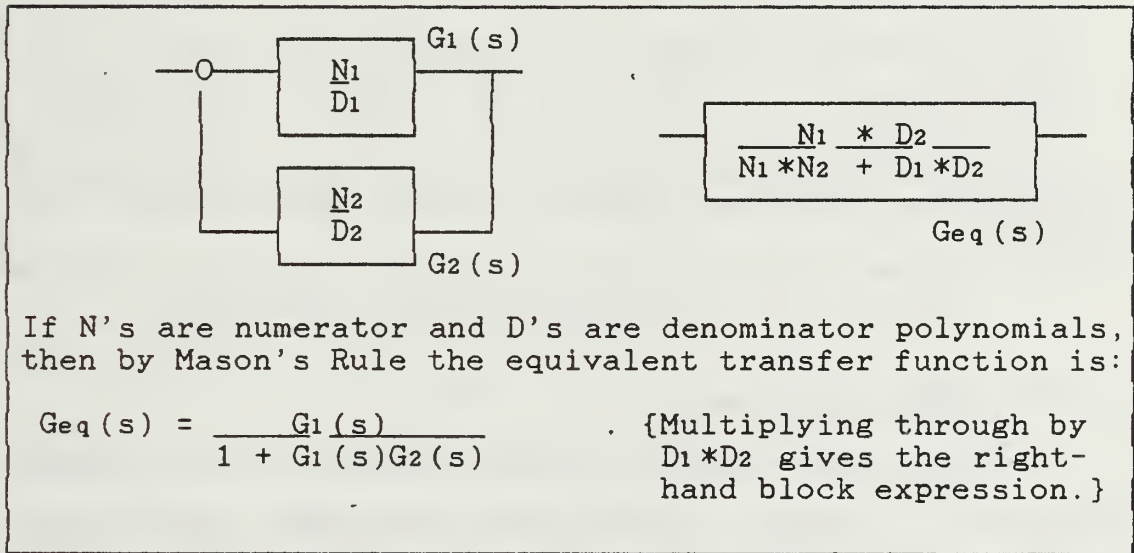 G1(s)
N1
D1
N2
D2
G2(s)
N1 * D2
N1*N2 + D1*D2
Geq(s)
If N's are numerator and D's are denominator polynomials,
then by Mason's Rule the equivalent transfer function is:
Geq(s) = G1(s) . {Multiplying through by
1 + G1(s)G2(s) D1*D2 gives the right-
hand block expression.}